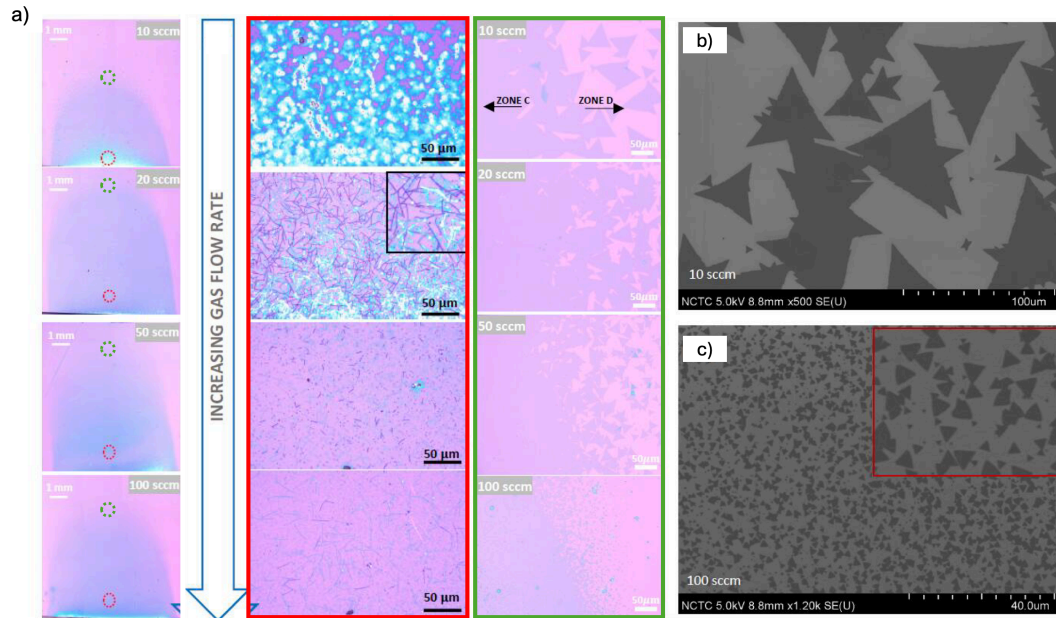 a)
1 mm
10 sccm
1 mm
20 sccm
1 mm
50 sccm
1 mm
100 sccm
INCREASING GAS FLOW RATE
50 µm
50 µm
50 µm
50 µm
10 sccm
ZONE C
ZONE D
50µm
20 sccm
50µm
50 sccm
50µm
100 sccm
50µm
b)
10 sccm
NCTC 5.0kV 8.8mm x500 SE(U)
100um
c)
100 sccm
NCTC 5.0kV 8.8mm x1.20k SE(U)
40.0um